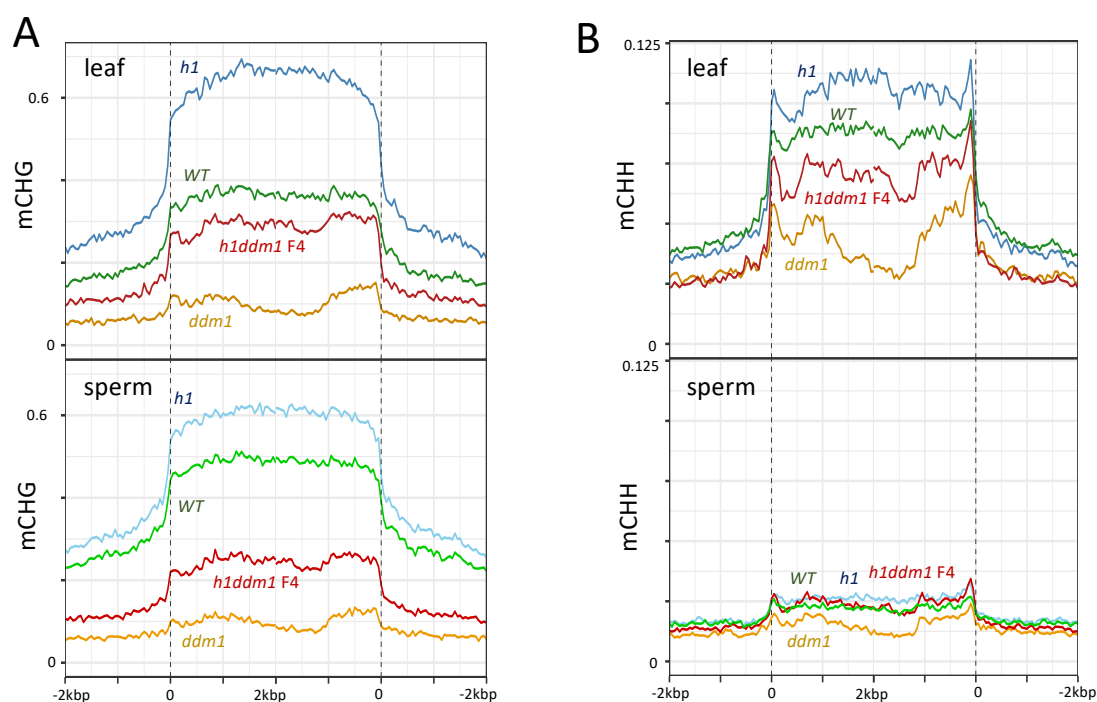 A
leaf
h1
0.6
WT
h1ddm1 F4
ddm1
0
mCHG
sperm
h1
0.6
WT
h1ddm1 F4
ddm1
0
mCHG
-2kbp 0 2kbp 0 -2kbp
B
0.125
leaf
h1
WT
h1ddm1 F4
ddm1
0
mCHH
0.125
sperm
WT h1 h1ddm1 F4
ddm1
0
mCHH
-2kbp 0 2kbp 0 -2kbp